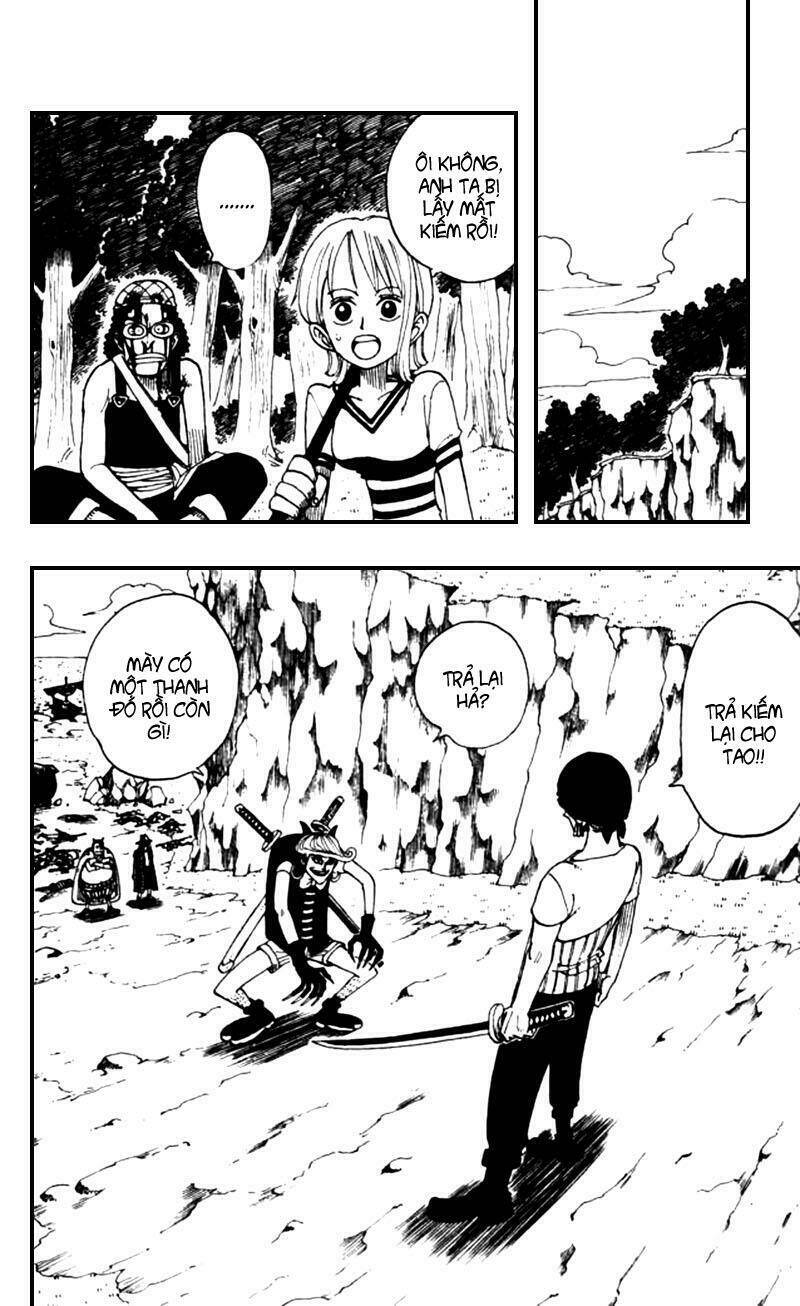 ÔI KHÔNG,
ANH TA BỊ
LẤY MẤT
KIẾM RỒI!
.......
TRẢ KIẾM
LẠI CHO
TAO!!
TRẢ LẠI
HẢ?
MÀY CÓ
MỘT THANH
ĐÓ RỒI CÒN
GÌ!